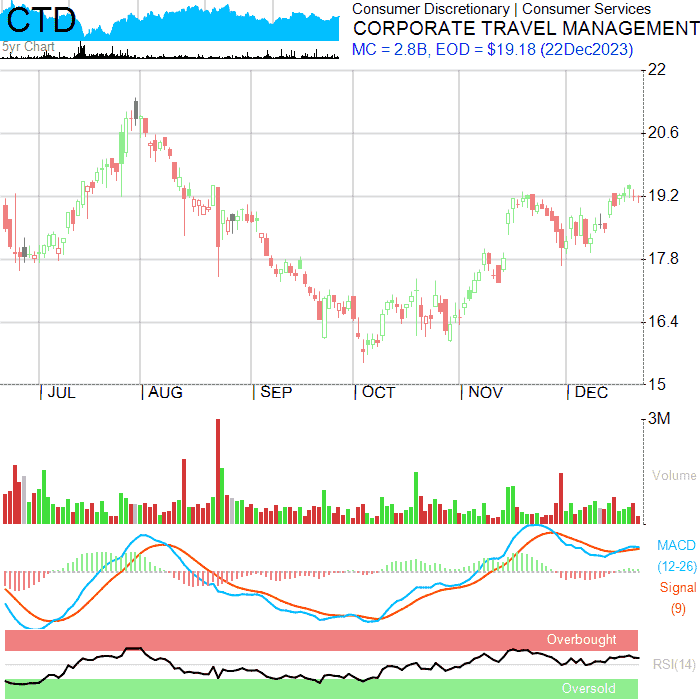 CTD
Consumer Discretionary | Consumer Services
CORPORATE TRAVEL MANAGEMENT
5yr Chart
MC = 2.8B, EOD = $19.18 (22Dec2023)
22
20.6
19.2
17.8
16.4
15
| JUL | AUG | SEP | OCT | NOV | DEC
3M
Volume
MACD
(12-26)
Signal
(9)
Overbought
RSI(14)
Oversold